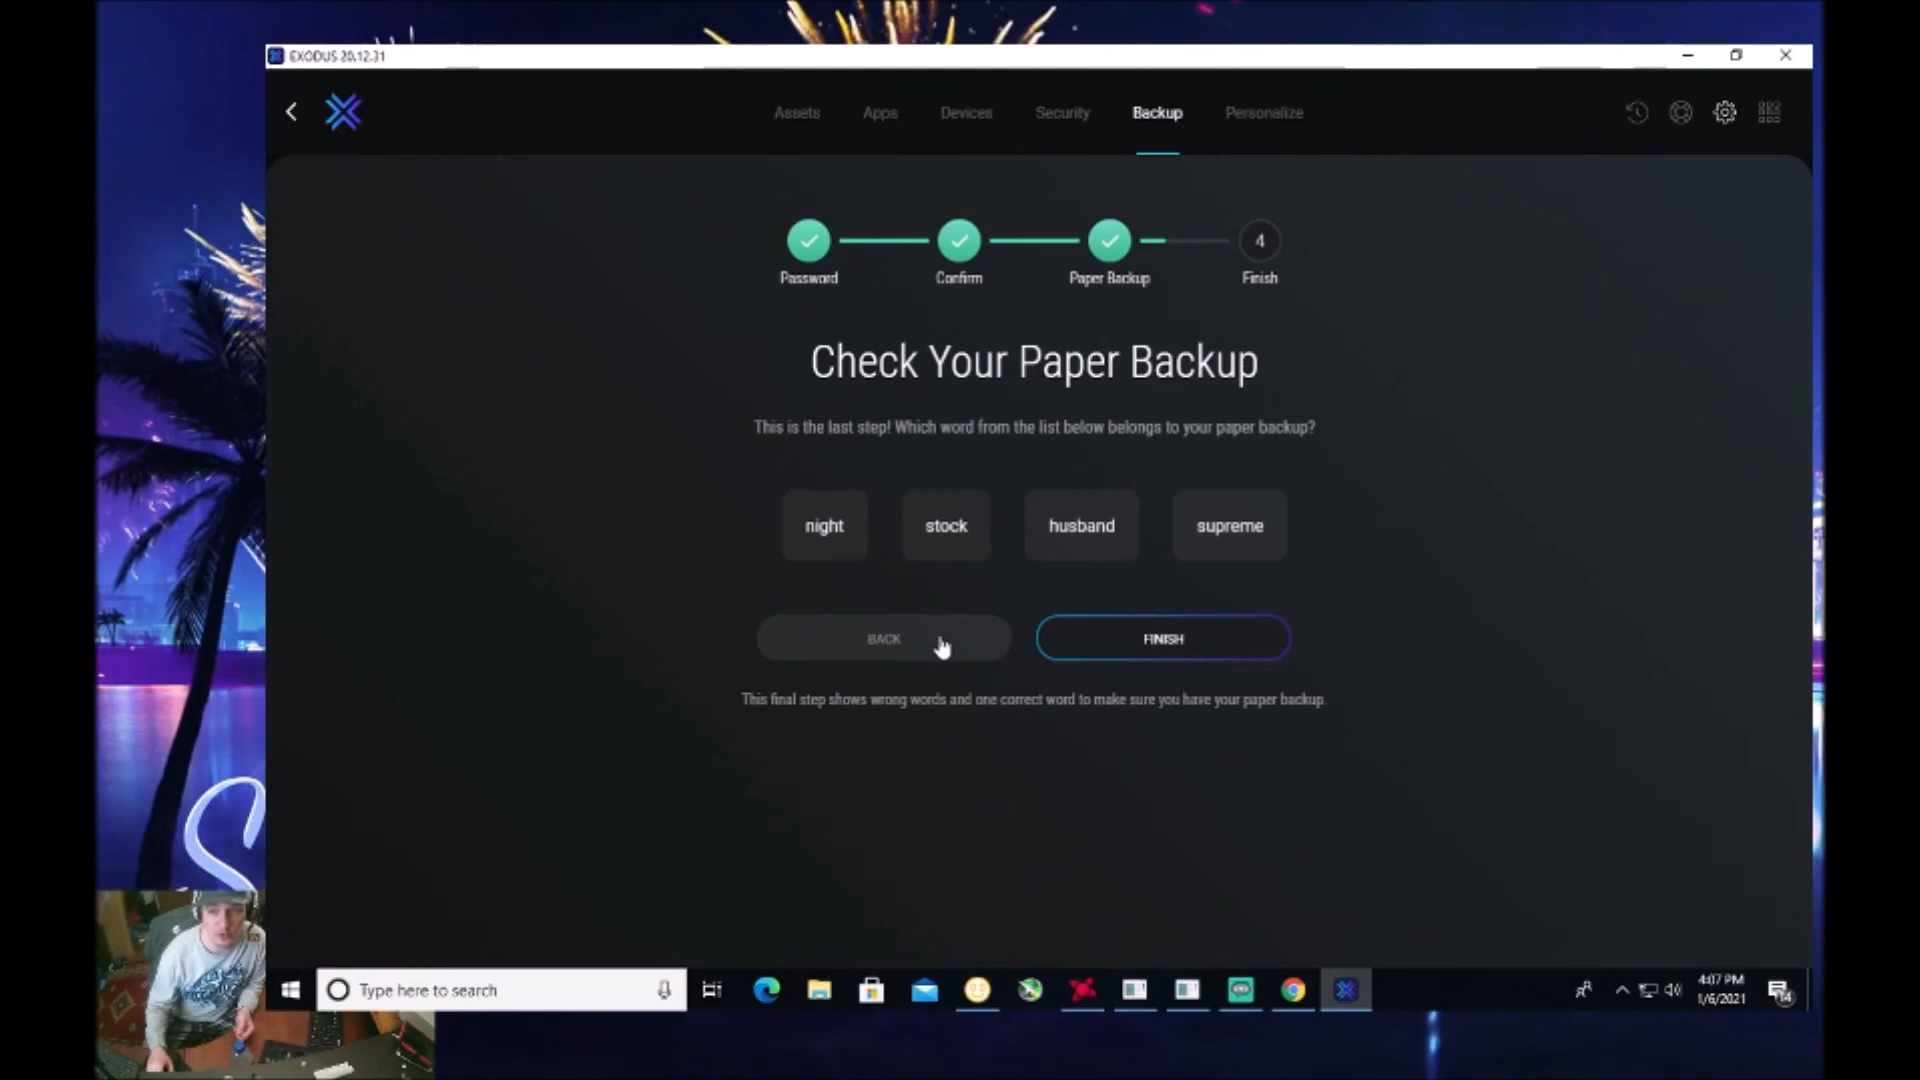 EXODUS 20.12.31
Assets Apps Devices Security Backup Personalize
4
Password Confirm Paper Backup Finish
Check Your Paper Backup
This is the last step! Which word from the list below belongs to your paper backup?
night stock husband supreme
BACK FINISH
This final step shows wrong words and one correct word to make sure you have your paper backup.
S
Type here to search
4:07 PM
1/6/2021
14